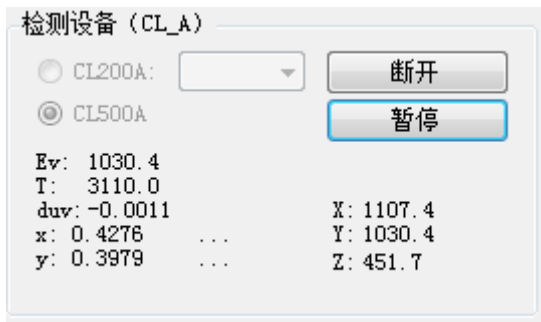 检测设备 (CL_A)
CL200A: 断开
CL500A 暂停
Ev: 1030.4
T: 3110.0
duv:-0.0011 X: 1107.4
x: 0.4276 ... Y: 1030.4
y: 0.3979 ... Z: 451.7